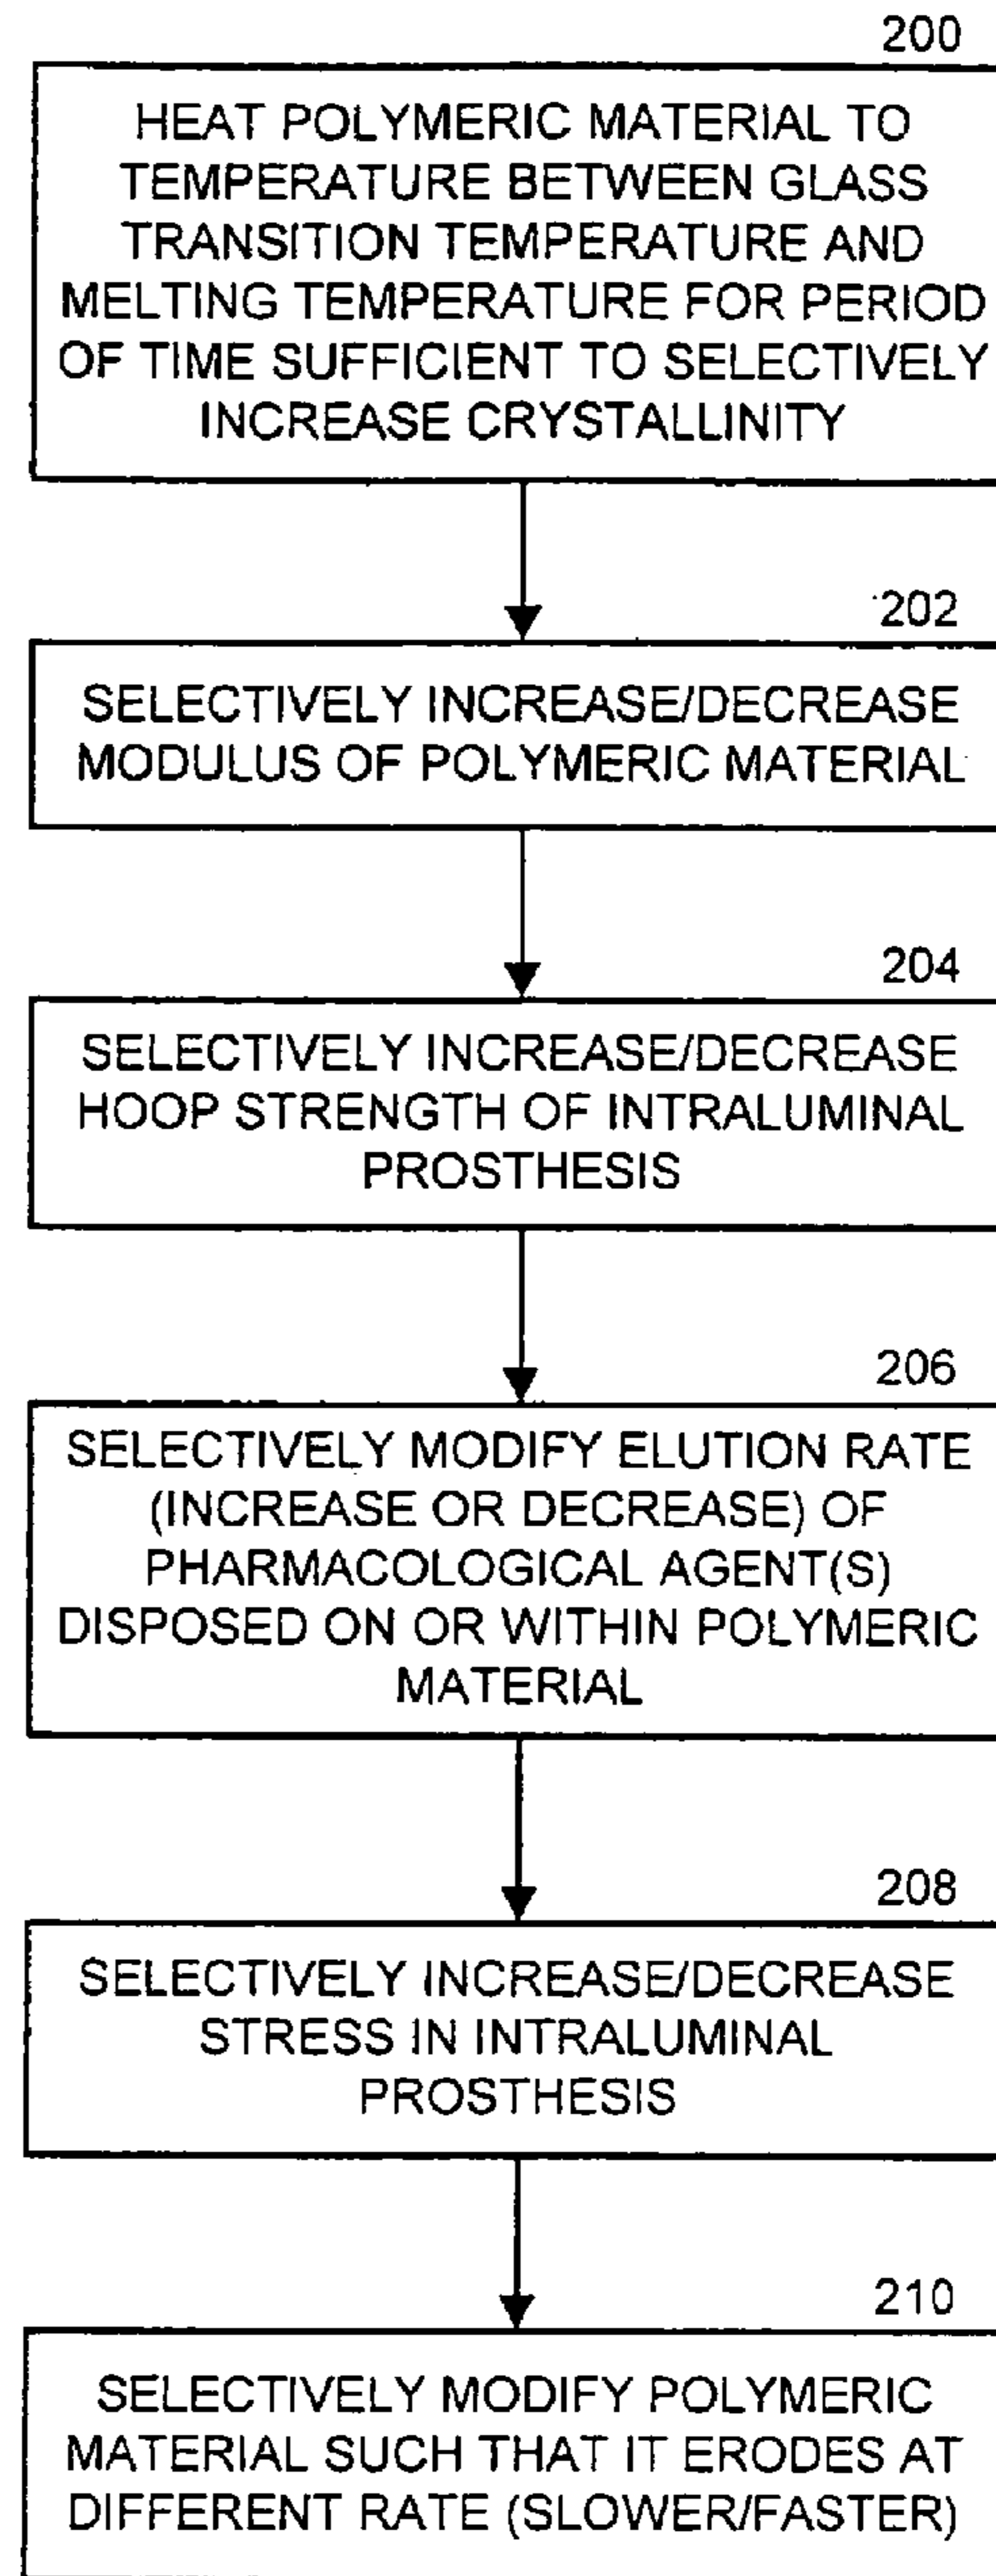 200
HEAT POLYMERIC MATERIAL TO
TEMPERATURE BETWEEN GLASS
TRANSITION TEMPERATURE AND
MELTING TEMPERATURE FOR PERIOD
OF TIME SUFFICIENT TO SELECTIVELY
INCREASE CRYSTALLINITY
202
SELECTIVELY INCREASE/DECREASE
MODULUS OF POLYMERIC MATERIAL
204
SELECTIVELY INCREASE/DECREASE
HOOP STRENGTH OF INTRALUMINAL
PROSTHESIS
206
SELECTIVELY MODIFY ELUTION RATE
(INCREASE OR DECREASE) OF
PHARMACOLOGICAL AGENT(S)
DISPOSED ON OR WITHIN POLYMERIC
MATERIAL
208
SELECTIVELY INCREASE/DECREASE
STRESS IN INTRALUMINAL
PROSTHESIS
210
SELECTIVELY MODIFY POLYMERIC
MATERIAL SUCH THAT IT ERODES AT
DIFFERENT RATE (SLOWER/FASTER)